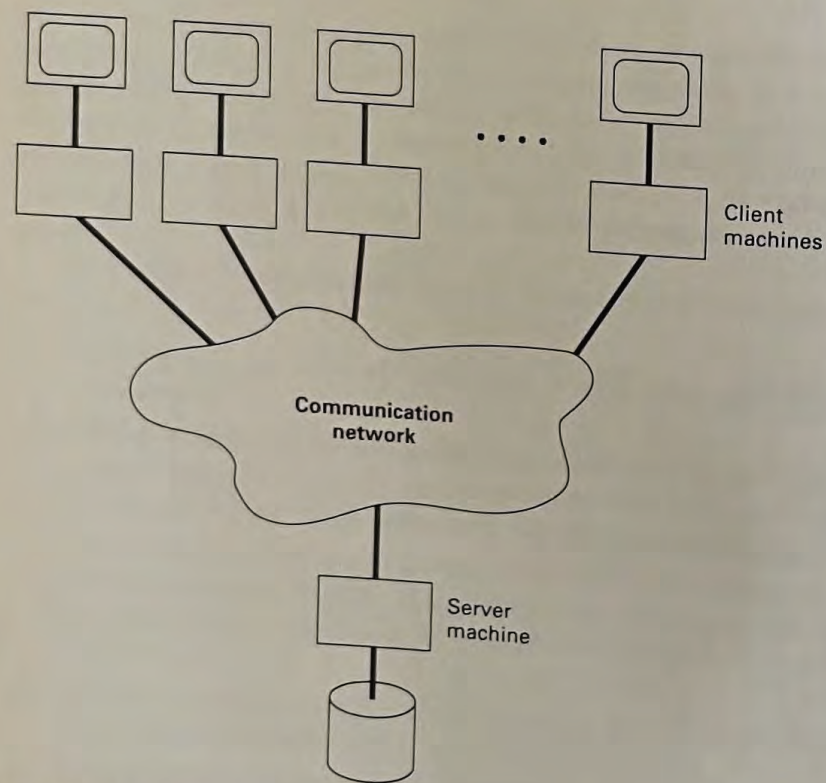 Client
machines
Communication
network
Server
machine